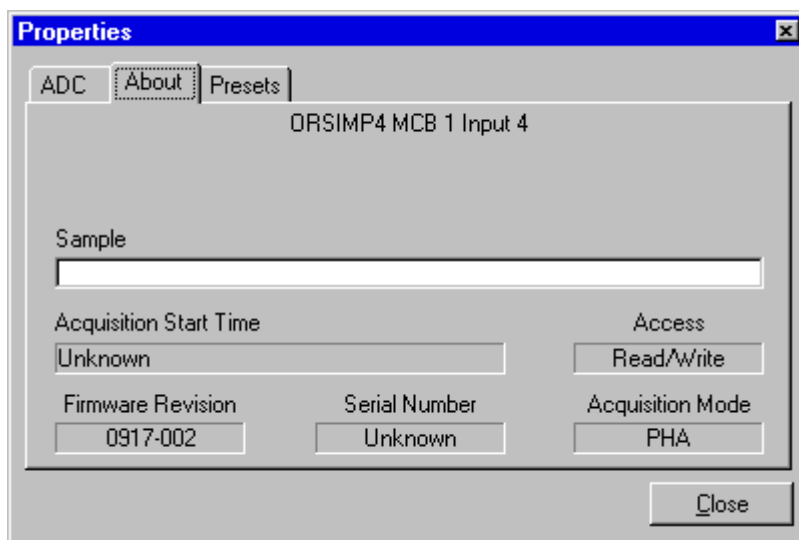 Properties
ADC About Presets
ORSIMP4 MCB 1 Input 4
Sample
Acquisition Start Time Access
Unknown Read/Write
Firmware Revision Serial Number Acquisition Mode
0917-002 Unknown PHA
Close